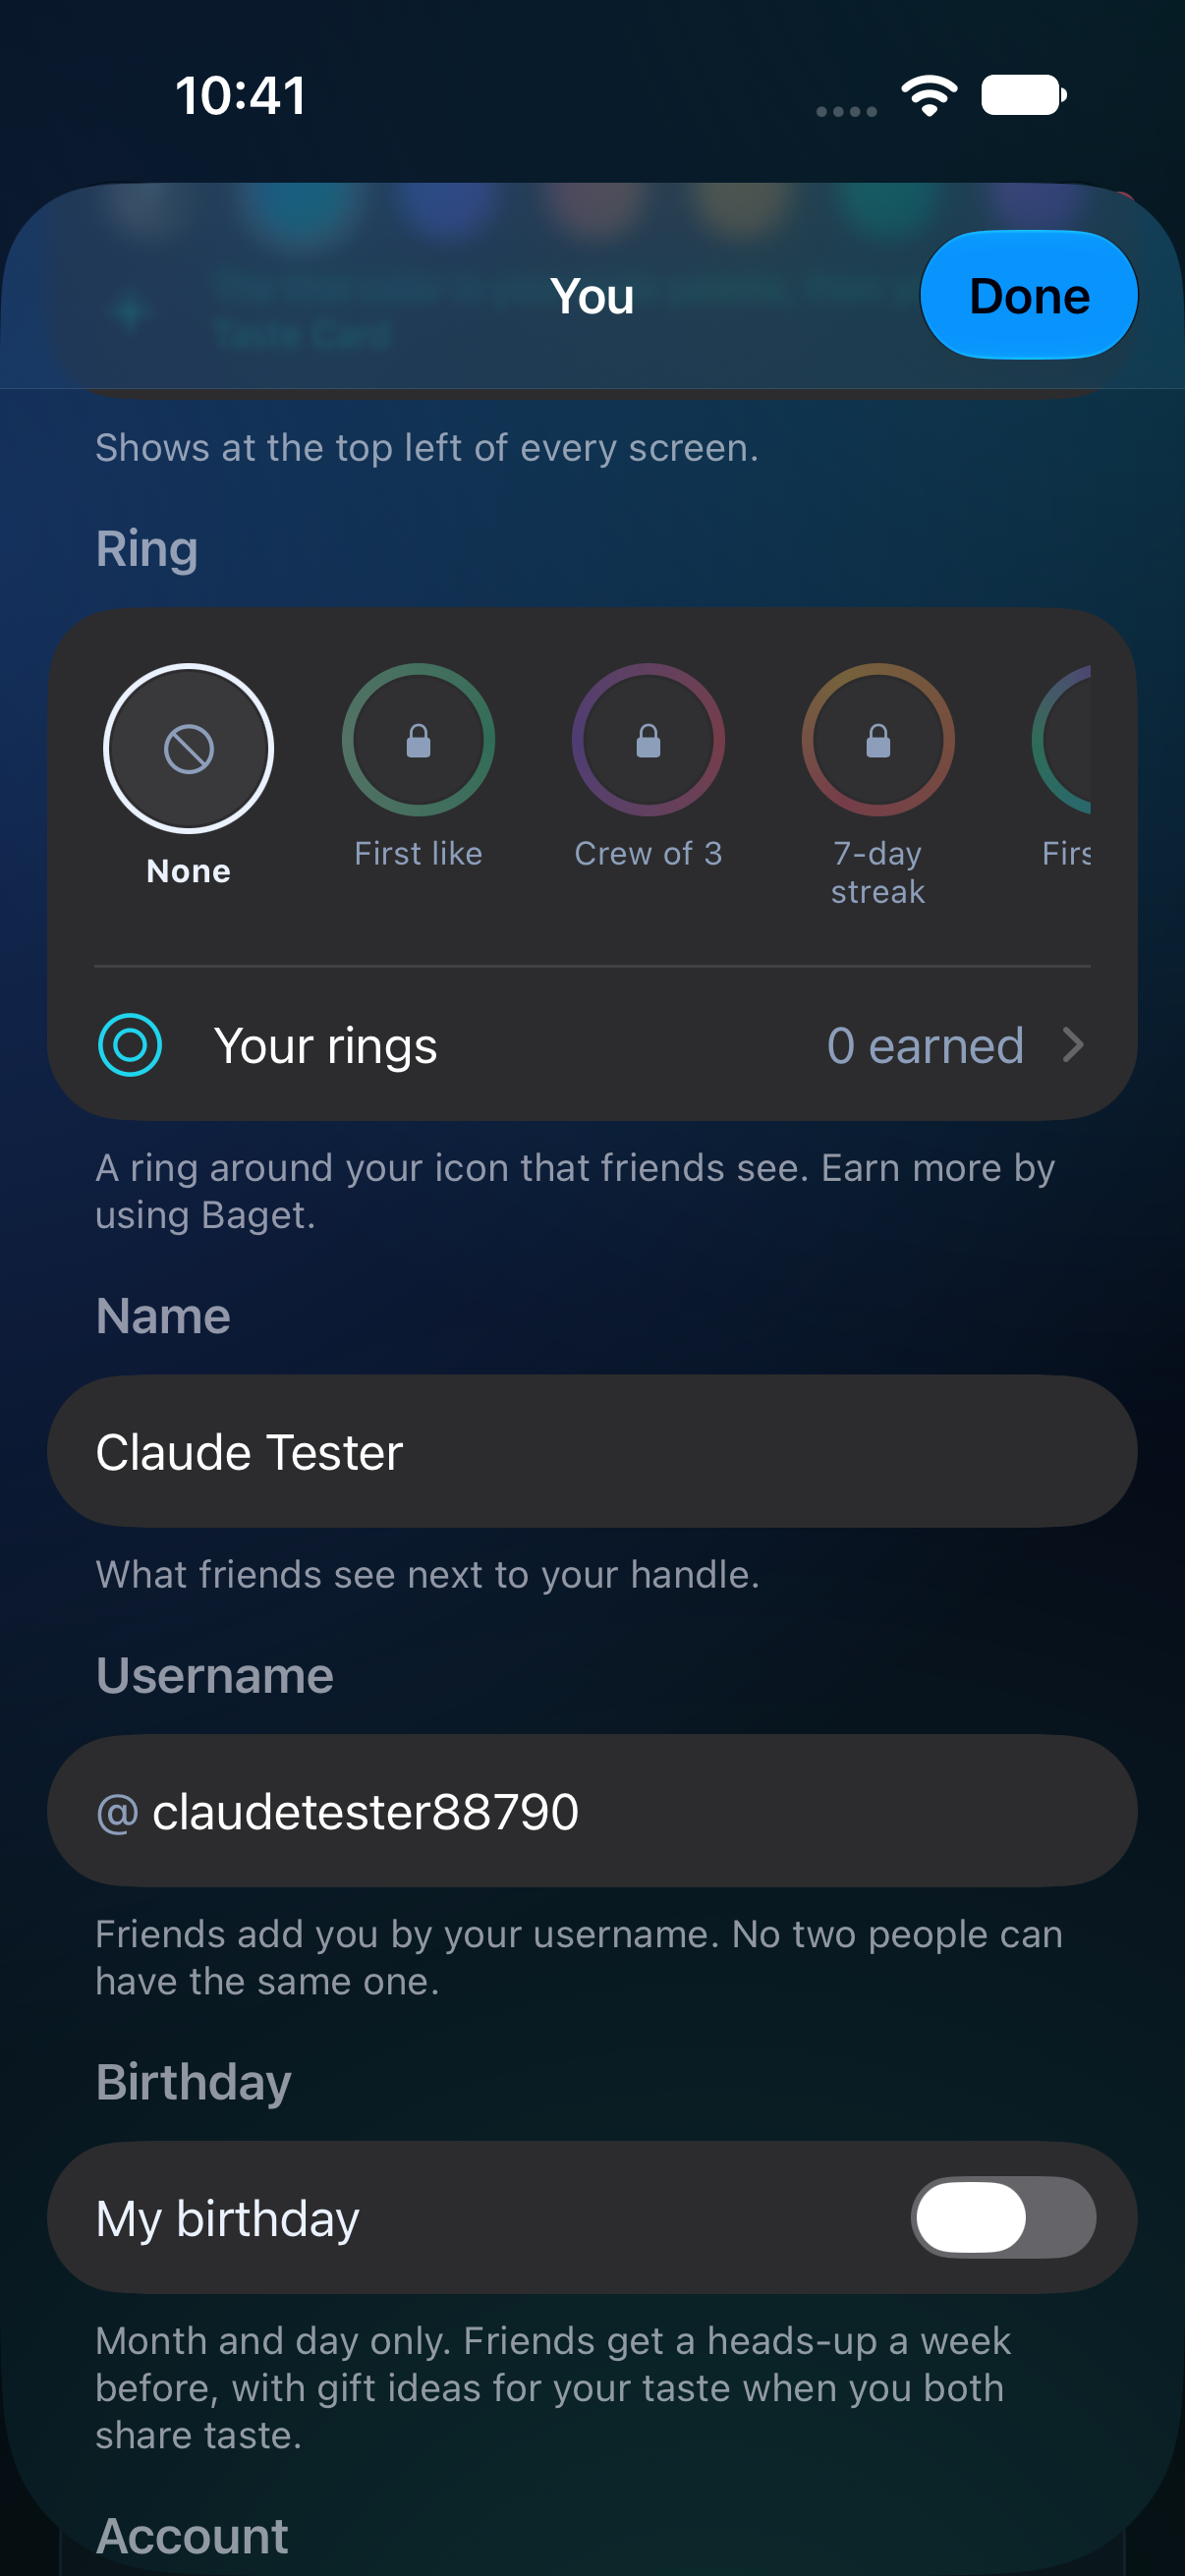 10:41
You
Done
Taste Card
Shows at the top left of every screen.
Ring
None
First like
Crew of 3
7-day
streak
Your rings
0 earned
A ring around your icon that friends see. Earn more by
using Baget.
Name
Claude Tester
What friends see next to your handle.
Username
@ claudetester88790
Friends add you by your username. No two people can
have the same one.
Birthday
My birthday
Month and day only. Friends get a heads-up a week
before, with gift ideas for your taste when you both
share taste.
Account